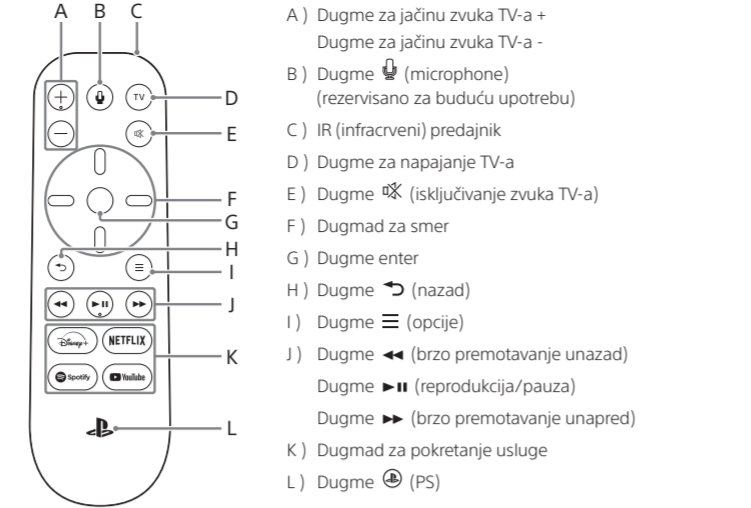 A
B
C
A ) Dugme za jačinu zvuka TV-a +
Dugme za jačinu zvuka TV-a -
B ) Dugme (microphone)
(rezervisano za buduću upotrebu)
C ) IR (infracrveni) predajnik
D ) Dugme za napajanje TV-a
E ) Dugme (isključivanje zvuka TV-a)
F ) Dugmad za smer
G ) Dugme enter
H ) Dugme (nazad)
I ) Dugme (opcije)
J ) Dugme (brzo premotavanje unazad)
Dugme (reprodukcija/pauza)
Dugme (brzo premotavanje unapred)
K ) Dugmad za pokretanje usluge
L ) Dugme (PS)
TV
D
E
F
G
H
I
J
Disney+
NETFLIX
K
Spotify
YouTube
L